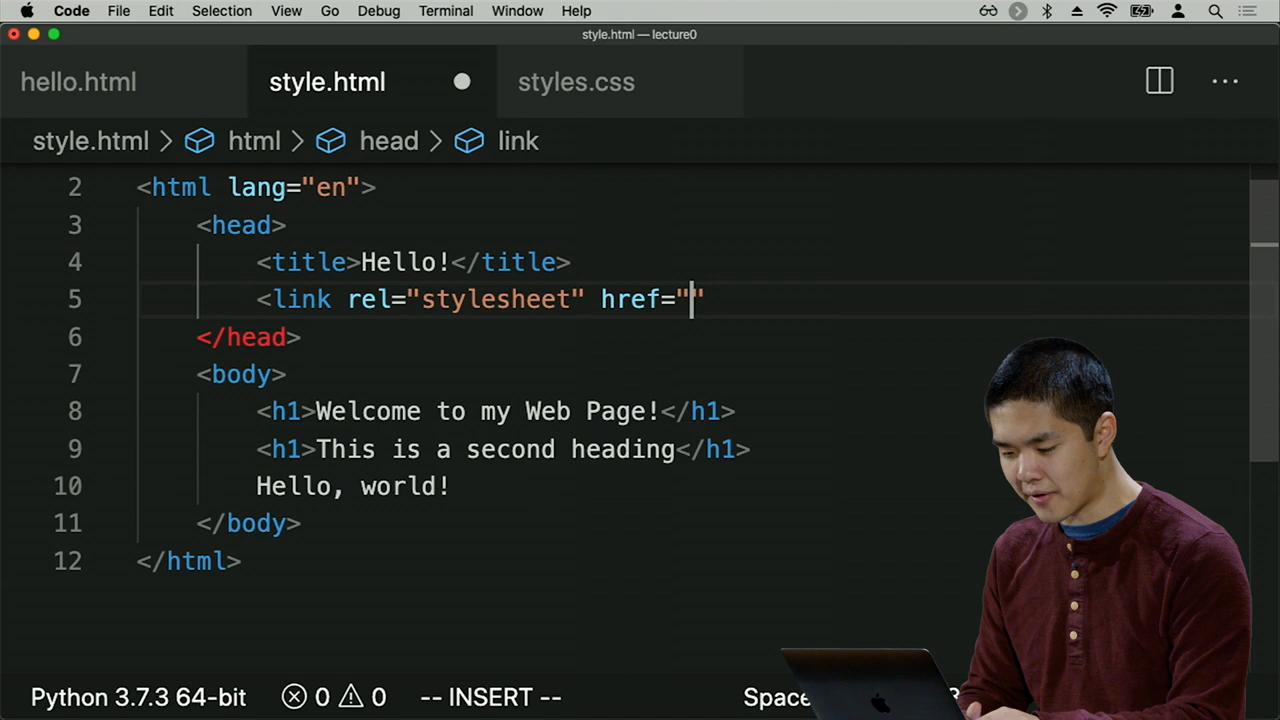 Code File Edit Selection View Go Debug Terminal Window Help
style.html — lecture0
hello.html style.html styles.css
style.html html head link
2 <html lang="en">
3 <head>
4 <title>Hello!</title>
5 <link rel="stylesheet" href=""
6 </head>
7 <body>
8 <h1>Welcome to my Web Page!</h1>
9 <h1>This is a second heading</h1>
10 Hello, world!
11 </body>
12 </html>
Python 3.7.3 64-bit 0 0 -- INSERT --